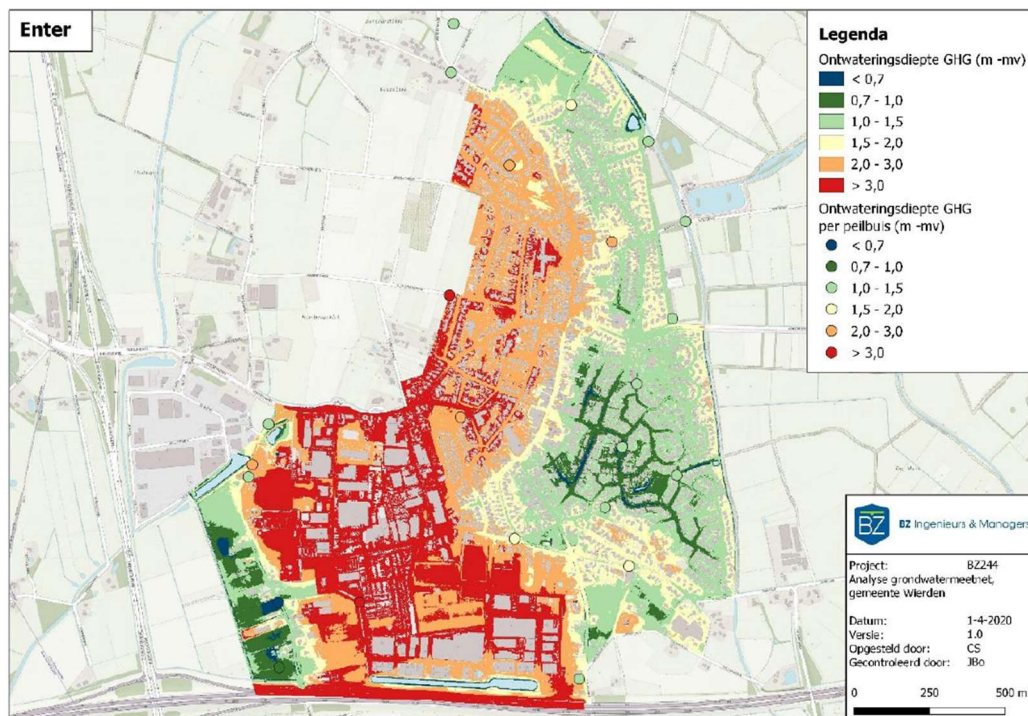 Enter
Legenda
Ontwateringsdiepte GHG (m -mv)
< 0,7
0,7 - 1,0
1,0 - 1,5
1,5 - 2,0
2,0 - 3,0
> 3,0
Ontwateringsdiepte GHG
per peilbuis (m -mv)
< 0,7
0,7 - 1,0
1,0 - 1,5
1,5 - 2,0
2,0 - 3,0
> 3,0
BZ
BZ Ingenieurs & Managers
Project: BZ244
Analyse grondwatermeetnet,
gemeente Wierden
Datum: 1-4-2020
Versie: 1.0
Opgesteld door: CS
Gecontroleerd door: JBo
0 250 500 m